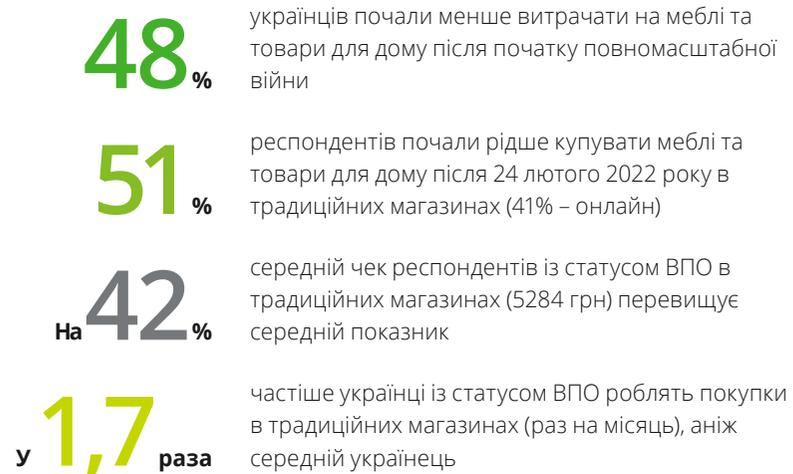 48%
українців почали менше витрачати на меблі та
товари для дому після початку повномасштабної
війни
51%
респондентів почали рідше купувати меблі та
товари для дому після 24 лютого 2022 року в
традиційних магазинах (41% – онлайн)
На 42%
середній чек респондентів із статусом ВПО в
традиційних магазинах (5284 грн) перевищує
середній показник
У 1,7 раза
частіше українці із статусом ВПО роблять покупки
в традиційних магазинах (раз на місяць), аніж
середній українець